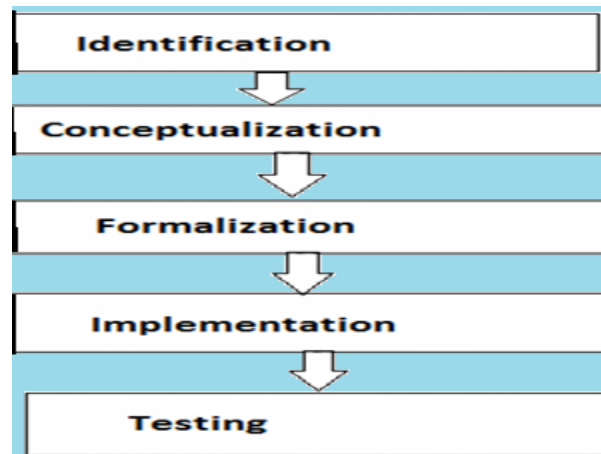 Identification
Conceptualization
Formalization
Implementation
Testing